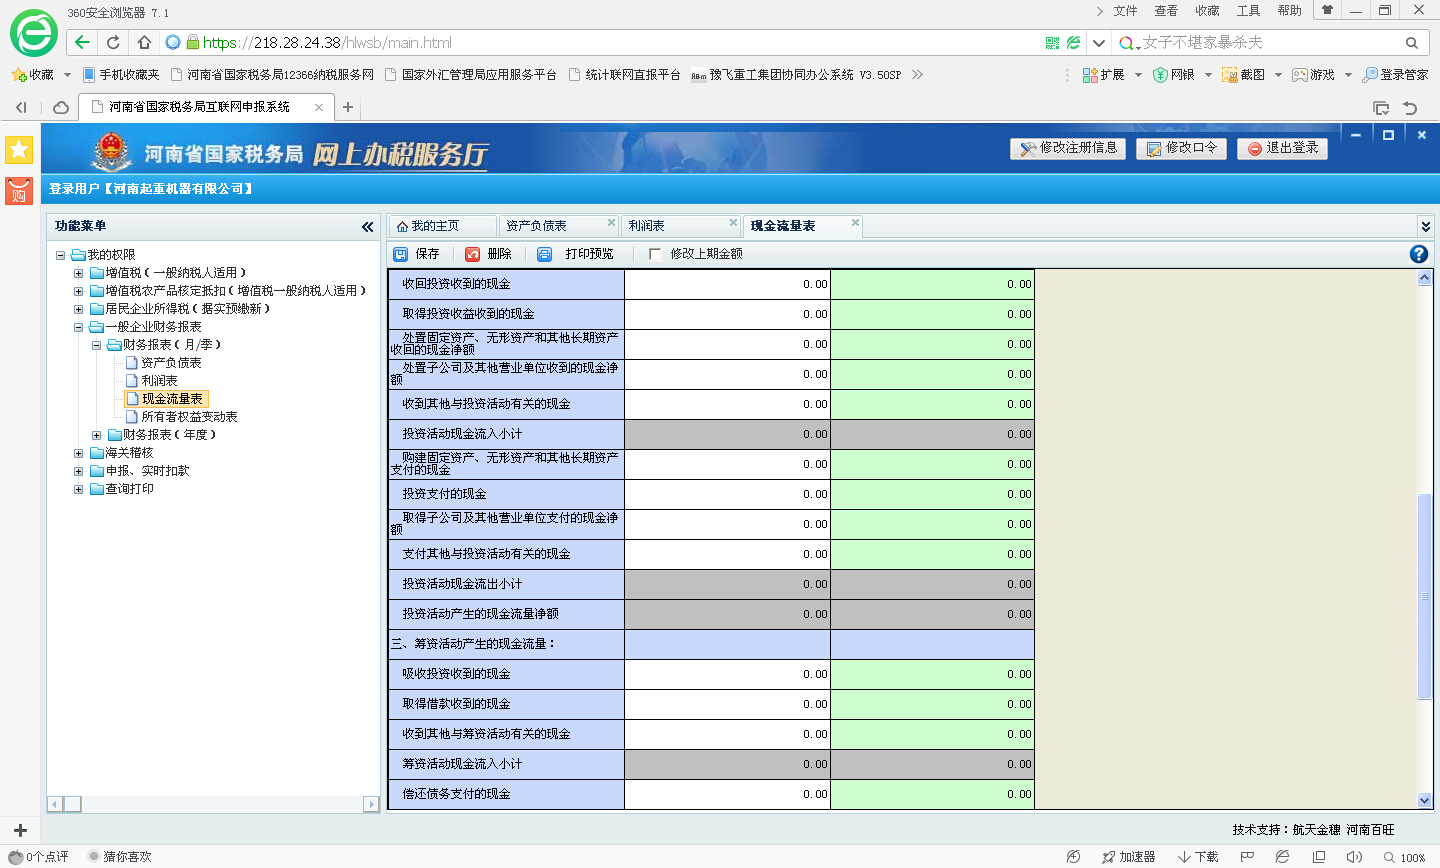 360安全浏览器 7.1
文件 查看 收藏 工具 帮助
https://218.28.24.38/hlwsb/main.html
女子不堪家暴杀夫
收藏 手机收藏夹 河南省国家税务局12366纳税服务网 国家外汇管理局应用服务平台 统计联网直报平台 RBm 豫飞重工集团协同办公系统 V3.50SP
扩展 网银 截图 游戏 登录管家
河南省国家税务局互联网申报系统
购
河南省国家税务局 网上办税服务厅
修改注册信息 修改口令 退出登录
登录用户【河南起重机器有限公司】
功能菜单
我的主页 资产负债表 利润表 现金流量表
保存 删除 打印预览 修改上期金额
我的权限
增值税(一般纳税人适用)
增值税农产品核定抵扣(增值税一般纳税人适用)
居民企业所得税(据实预缴新)
一般企业财务报表
财务报表(月/季)
资产负债表
利润表
现金流量表
所有者权益变动表
财务报表(年度)
海关稽核
申报、实时扣款
查询打印
收回投资收到的现金 0.00 0.00
取得投资收益收到的现金 0.00 0.00
处置固定资产、无形资产和其他长期资产
收回的现金净额 0.00 0.00
处置子公司及其他营业单位收到的现金净
额 0.00 0.00
收到其他与投资活动有关的现金 0.00 0.00
投资活动现金流入小计 0.00 0.00
购建固定资产、无形资产和其他长期资产
支付的现金 0.00 0.00
投资支付的现金 0.00 0.00
取得子公司及其他营业单位支付的现金净
额 0.00 0.00
支付其他与投资活动有关的现金 0.00 0.00
投资活动现金流出小计 0.00 0.00
投资活动产生的现金流量净额 0.00 0.00
三、筹资活动产生的现金流量:
吸收投资收到的现金 0.00 0.00
取得借款收到的现金 0.00 0.00
收到其他与筹资活动有关的现金 0.00 0.00
筹资活动现金流入小计 0.00 0.00
偿还债务支付的现金 0.00 0.00
技术支持:航天金穗 河南百旺
0个点评 猜你喜欢
加速器 下载 100%